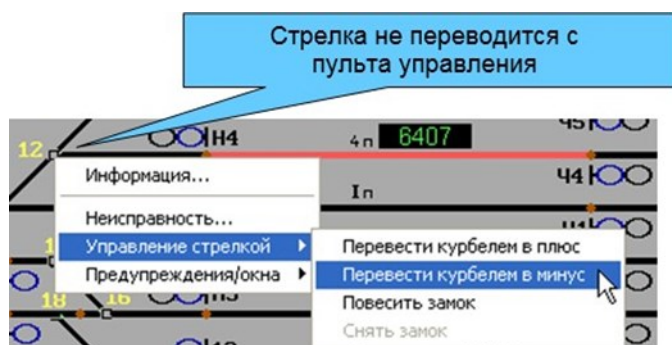 Стрелка не переводится с
пульта управления
12
Н4
4п
6407
Ч5
Информация...
Iп
Ч4
Неисправность...
Управление стрелкой
Перевести курбелем в плюс
Предупреждения/окна
Перевести курбелем в минус
18
16
Повесить замок
Снять замок